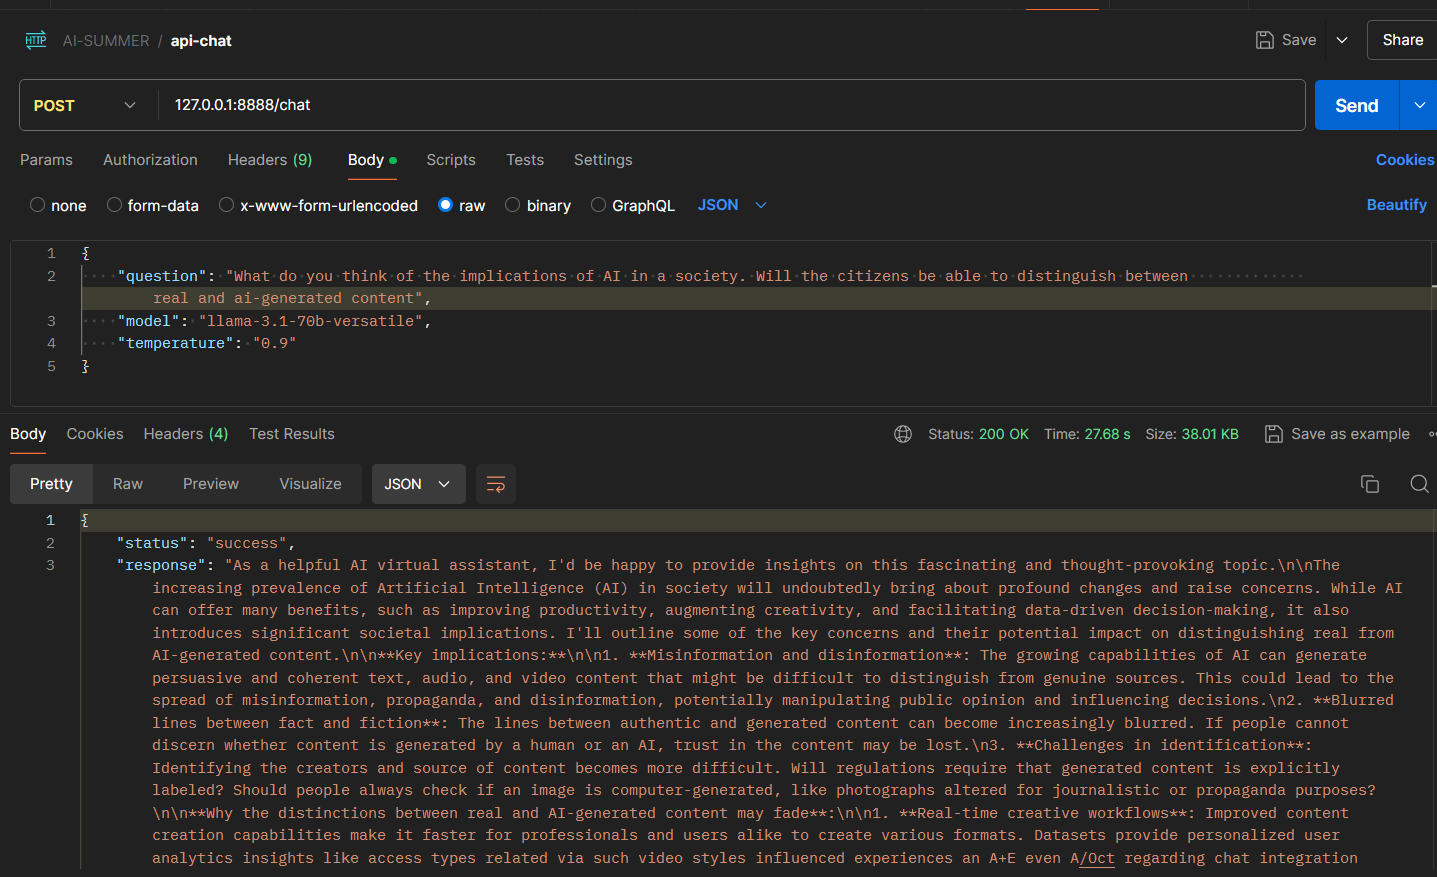 HTTP AI-SUMMER / api-chat Save Share
POST 127.0.0.1:8888/chat Send
Params Authorization Headers (9) Body Scripts Tests Settings Cookies
none form-data x-www-form-urlencoded raw binary GraphQL JSON Beautify
1 {
2 "question": "What do you think of the implications of AI in a society. Will the citizens be able to distinguish between
real and ai-generated content",
3 "model": "llama-3.1-70b-versatile",
4 "temperature": "0.9"
5 }
Body Cookies Headers (4) Test Results Status: 200 OK Time: 27.68 s Size: 38.01 KB Save as example
Pretty Raw Preview Visualize JSON
1 {
2 "status": "success",
3 "response": "As a helpful AI virtual assistant, I'd be happy to provide insights on this fascinating and thought-provoking topic.\n\nThe
increasing prevalence of Artificial Intelligence (AI) in society will undoubtedly bring about profound changes and raise concerns. While AI
can offer many benefits, such as improving productivity, augmenting creativity, and facilitating data-driven decision-making, it also
introduces significant societal implications. I'll outline some of the key concerns and their potential impact on distinguishing real from
AI-generated content.\n\n**Key implications:**\n\n1. **Misinformation and disinformation**: The growing capabilities of AI can generate
persuasive and coherent text, audio, and video content that might be difficult to distinguish from genuine sources. This could lead to the
spread of misinformation, propaganda, and disinformation, potentially manipulating public opinion and influencing decisions.\n2. **Blurred
lines between fact and fiction**: The lines between authentic and generated content can become increasingly blurred. If people cannot
discern whether content is generated by a human or an AI, trust in the content may be lost.\n3. **Challenges in identification**:
Identifying the creators and source of content becomes more difficult. Will regulations require that generated content is explicitly
labeled? Should people always check if an image is computer-generated, like photographs altered for journalistic or propaganda purposes?
\n\n**Why the distinctions between real and AI-generated content may fade**:\n\n1. **Real-time creative workflows**: Improved content
creation capabilities make it faster for professionals and users alike to create various formats. Datasets provide personalized user
analytics insights like access types related via such video styles influenced experiences an A+E even A/Oct regarding chat integration